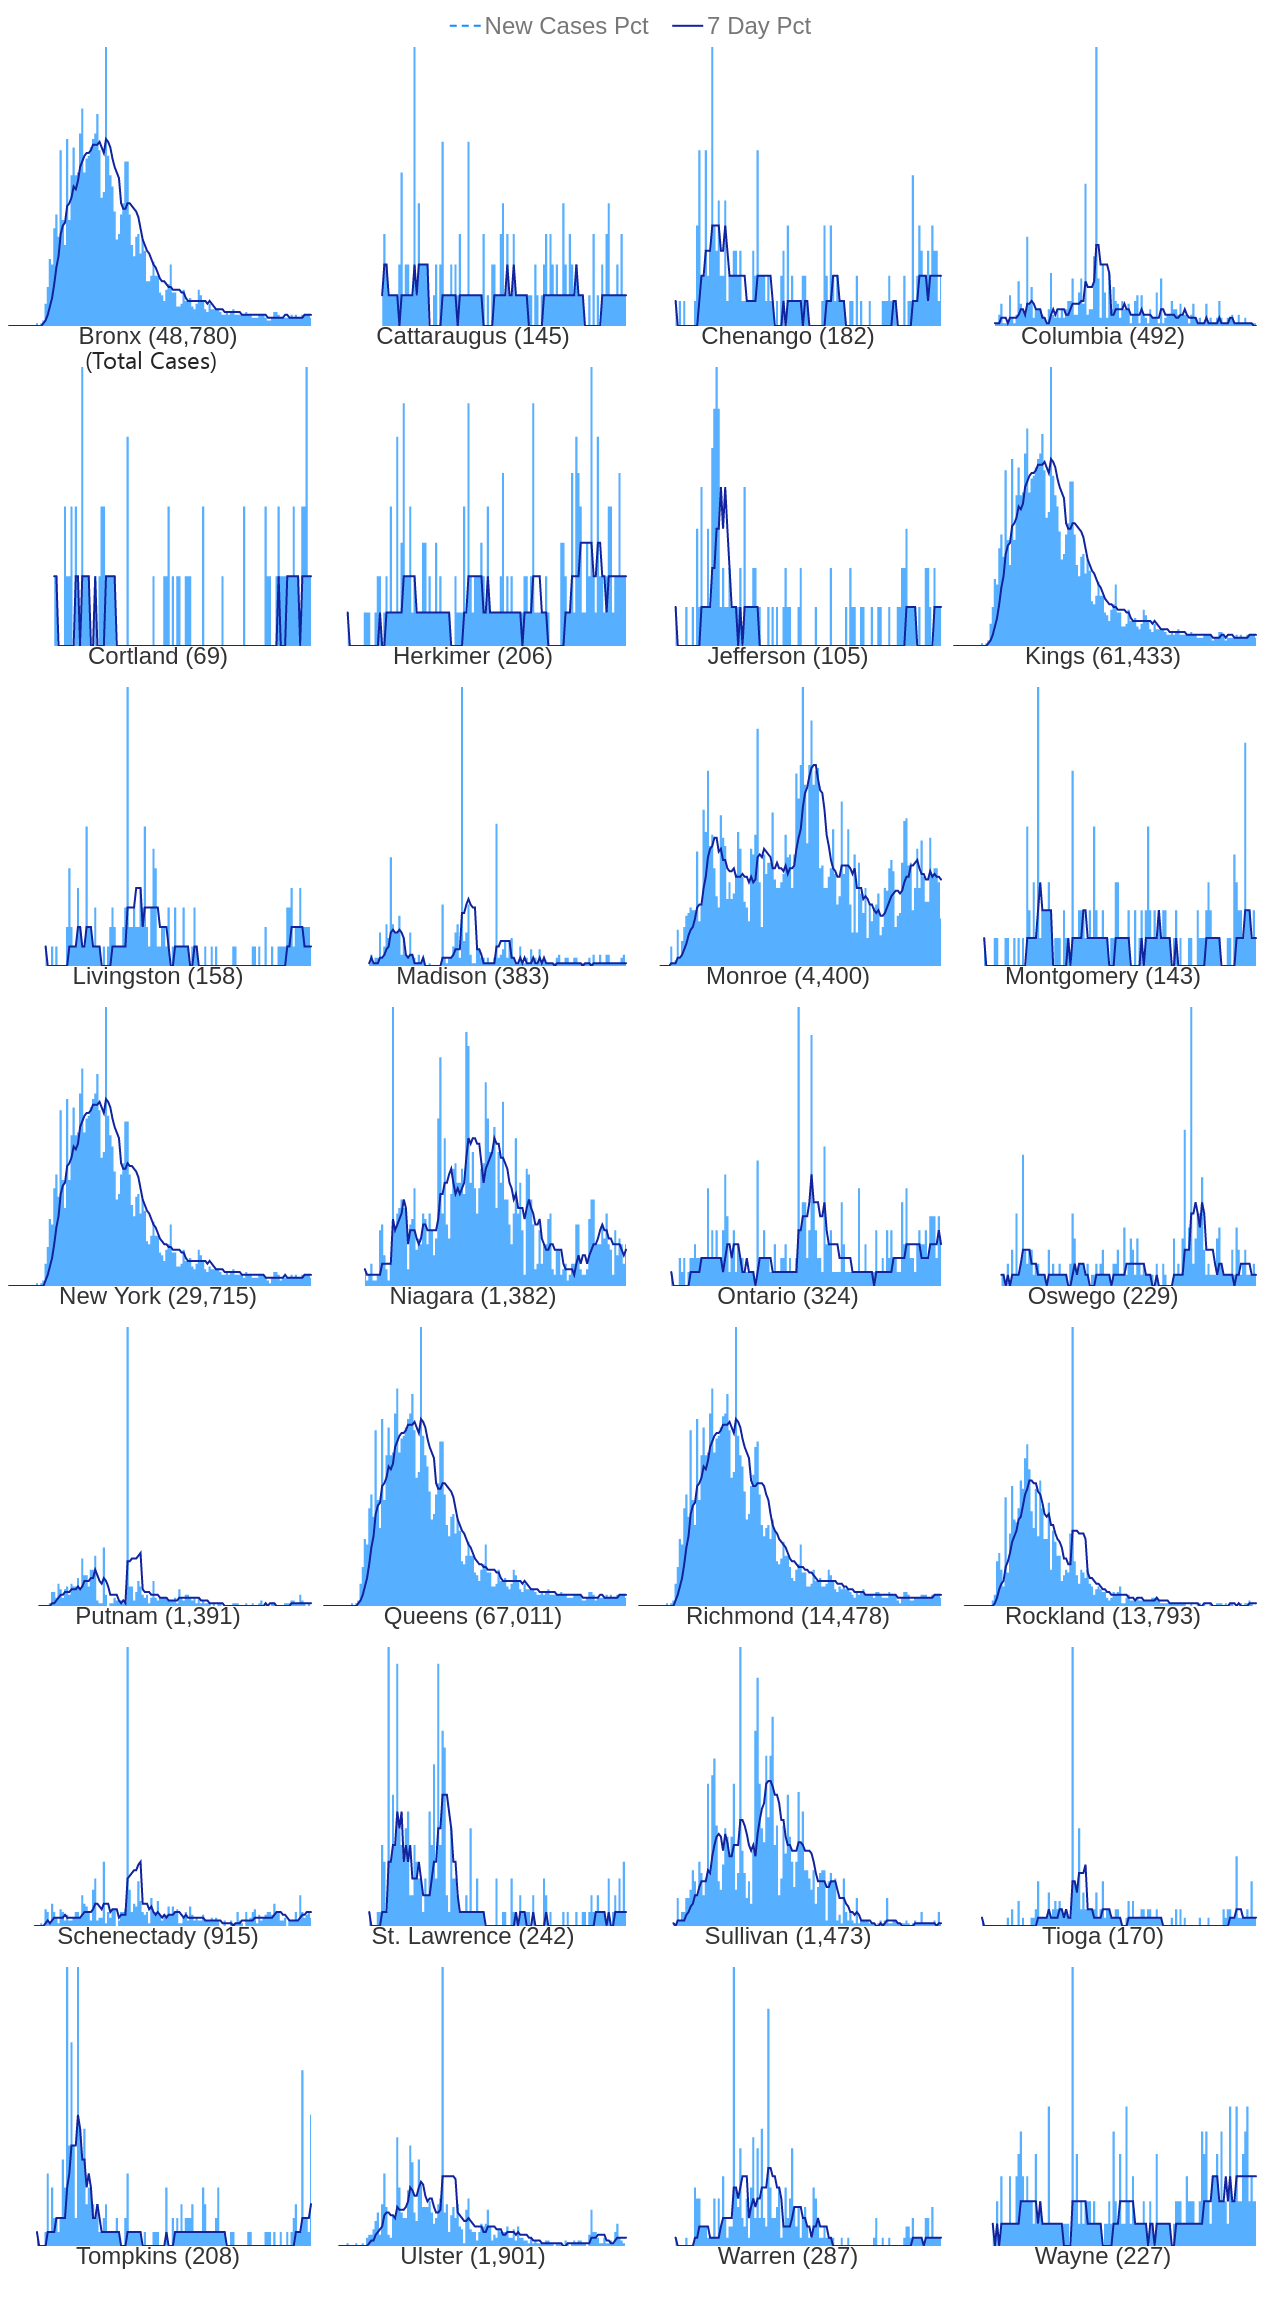 New Cases Pct 7 Day Pct
Bronx (48,780) Cattaraugus (145) Chenango (182) Columbia (492)
(Total Cases)
Cortland (69) Herkimer (206) Jefferson (105) Kings (61,433)
Livingston (158) Madison (383) Monroe (4,400) Montgomery (143)
New York (29,715) Niagara (1,382) Ontario (324) Oswego (229)
Putnam (1,391) Queens (67,011) Richmond (14,478) Rockland (13,793)
Schenectady (915) St. Lawrence (242) Sullivan (1,473) Tioga (170)
Tompkins (208) Ulster (1,901) Warren (287) Wayne (227)